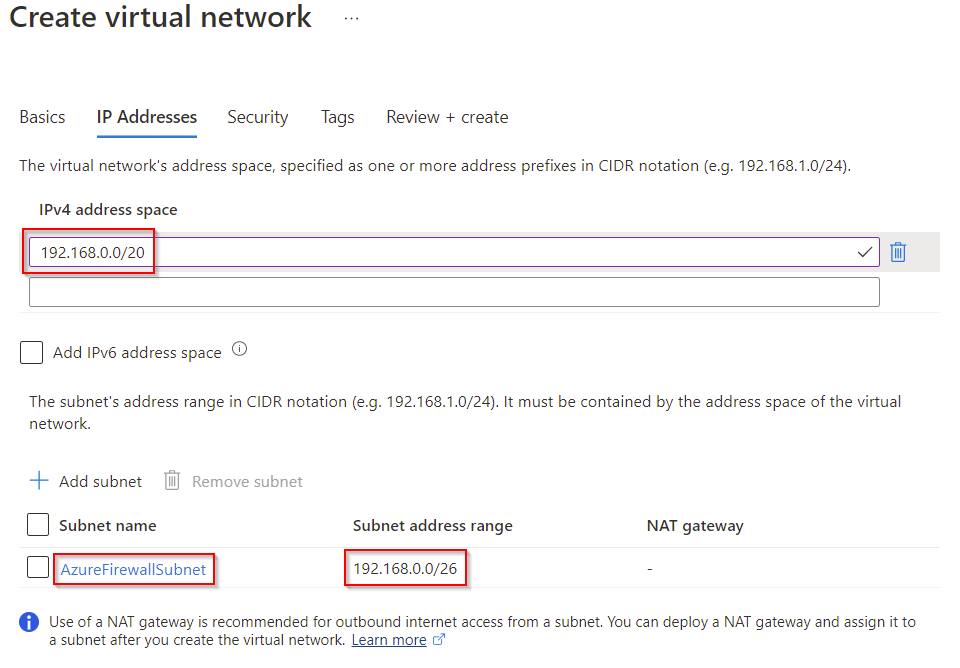 Create virtual network ...
Basics IP Addresses Security Tags Review + create
The virtual network's address space, specified as one or more address prefixes in CIDR notation (e.g. 192.168.1.0/24).
IPv4 address space
192.168.0.0/20
Add IPv6 address space
The subnet's address range in CIDR notation (e.g. 192.168.1.0/24). It must be contained by the address space of the virtual
network.
Add subnet Remove subnet
Subnet name Subnet address range NAT gateway
AzureFirewallSubnet 192.168.0.0/26 -
Use of a NAT gateway is recommended for outbound internet access from a subnet. You can deploy a NAT gateway and assign it to
a subnet after you create the virtual network. Learn more